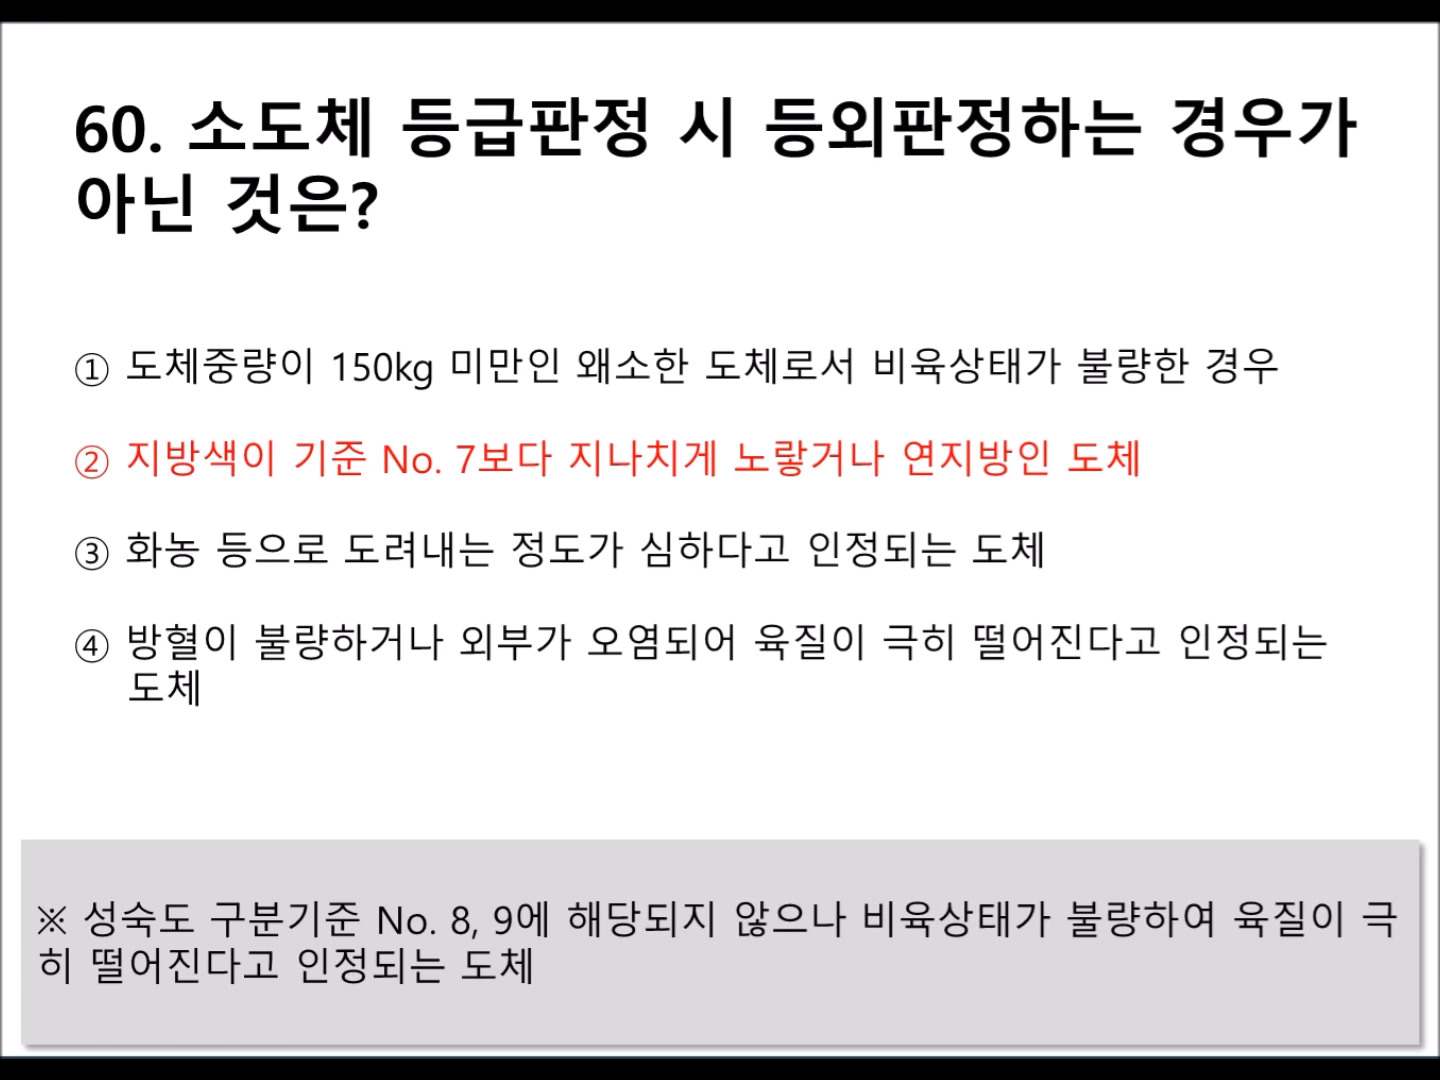 60. 소도체 등급판정 시 등외판정하는 경우가
아닌 것은?
① 도체중량이 150kg 미만인 왜소한 도체로서 비육상태가 불량한 경우
② 지방색이 기준 No. 7보다 지나치게 노랗거나 연지방인 도체
③ 화농 등으로 도려내는 정도가 심하다고 인정되는 도체
④ 방혈이 불량하거나 외부가 오염되어 육질이 극히 떨어진다고 인정되는
도체
※ 성숙도 구분기준 No. 8, 9에 해당되지 않으나 비육상태가 불량하여 육질이 극
히 떨어진다고 인정되는 도체